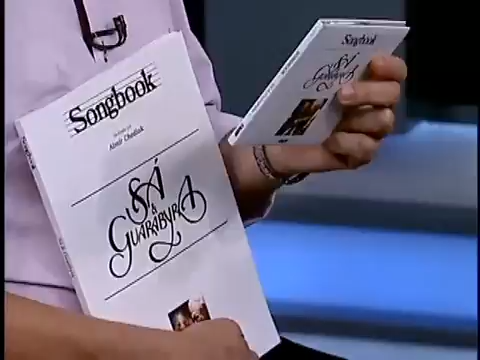 Songbook
Almir Chediak
SÁ
&
GUARABYRA
Songbook
SÁ
&
GUARABYRA